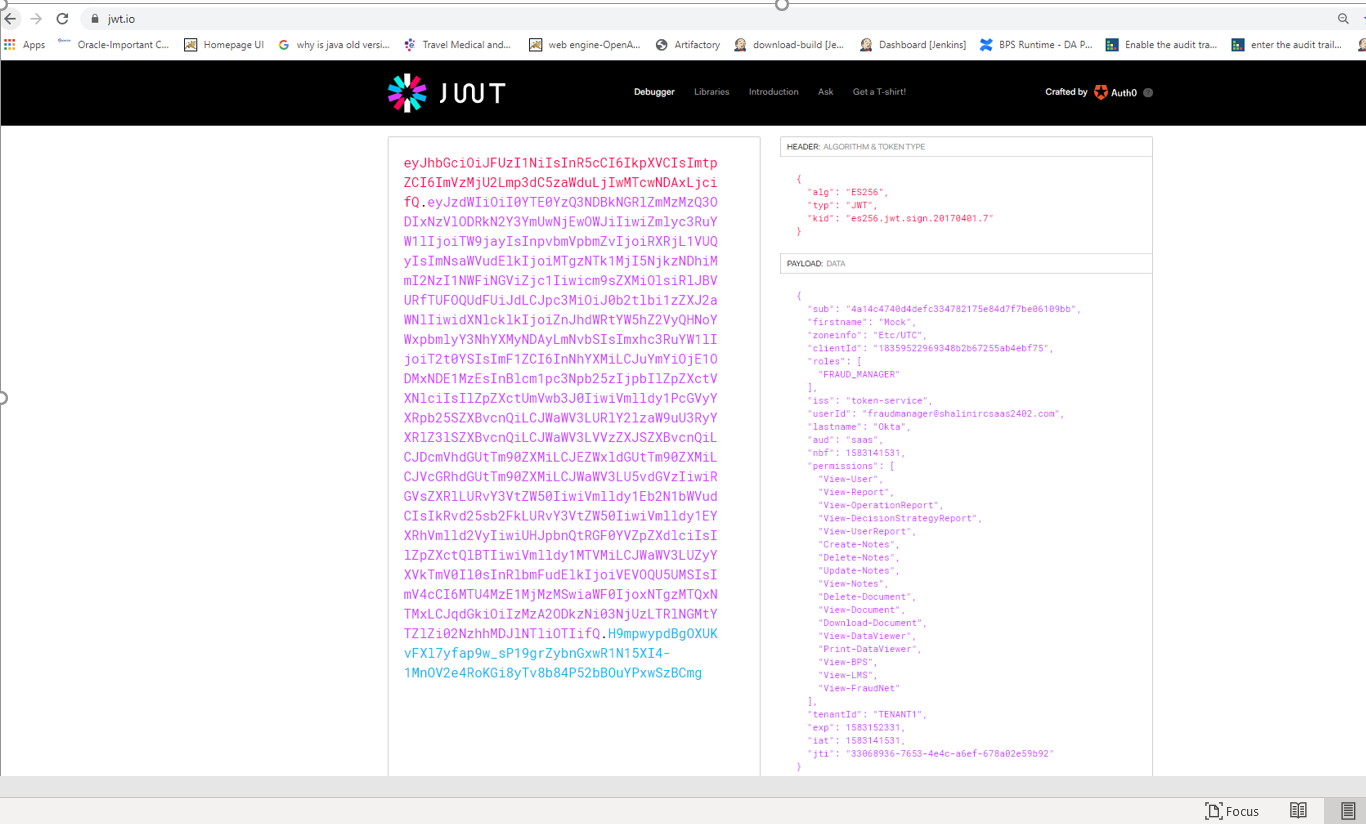 jwt.io
Apps
Oracle-Important C...
Homepage UI
why is java old versi...
Travel Medical and...
web engine-OpenA...
Artifactory
download-build [Je...
Dashboard [Jenkins]
BPS Runtime - DA P...
Enable the audit tra...
enter the audit trail...
JWT
Debugger
Libraries
Introduction
Ask
Get a T-shirt!
Crafted by
Auth0
eyJhbGciOiJFUzI1NiIsInR5cCI6IkpXVCIsImtp
ZCI6ImVzMjU2Lmp3dC5zaWduLjIwMTcwNDAxLjci
fQ.eyJzdWIiOiI0YTE0YzQ3NDBkNGRlZmMzMzQ3O
DIxNzVlODRkN2Y3YmUwNjEwOWJiIiwiZmlyc3RuY
W1lIjoiTW9jayIsInpvbmVpbmZvIjoiRXRjL1VUQ
yIsImNsaWVudElkIjoiMTgzNTk1MjI5NjkzNDhiM
mI2NzI1NWFiNGViZjc1Iiwicm9sZXMiOlsiRlJBV
URfTUFOQUdFUiJdLCJpc3MiOiJ0b2tlbi1zZXJ2a
WNlIiwidXNlcklkIjoiZnJhdWRtYW5hZ2VyQHNoY
WxpbmlyY3NhYXMyNDAyLmNvbSIsImxhc3RuYW1lI
joiT2t0YSIsImF1ZCI6InNhYXMiLCJuYmYiOjE1O
DMxNDE1MzEsInBlcm1pc3Npb25zIjpbIlZpZXctV
XNlciIsIlZpZXctUmVwb3J0IiwiVmlldy1PcGVyY
XRpb25SZXBvcnQiLCJWaWV3LURlY2lzaW9uU3RyY
XRlZ3lSZXBvcnQiLCJWaWV3LVVzZXJSZXBvcnQiL
CJDcmVhdGUtTm90ZXMiLCJEZWxldGUtTm90ZXMiL
CJVcGRhdGUtTm90ZXMiLCJWaWV3LU5vdGVzIiwiR
GVsZXRlLURvY3VtZW50IiwiVmlldy1Eb2N1bWVud
CIsIkRvd25sb2FkLURvY3VtZW50IiwiVmlldy1EY
XRhVmlld2VyIiwiUHJpbnQtRGF0YVZpZXdlciIsI
lZpZXctQlBTIiwiVmlldy1MTVMiLCJWaWV3LUZyY
XVkTmV0Il0sInRlbmFudElkIjoiVEVOQU5UMSIsI
mV4cCI6MTU4MzE1MjMzMSwiaWF0IjoxNTgzMTQxN
TMxLCJqdGkiOiIzMzA2ODkzNi03NjUzLTRlNGMtY
TZlZi02NzhhMDJlNTliOTIifQ.H9mpwypdBgOXUK
vFXl7yfap9w_sP19grZybnGxwR1N15XI4-
1MnOV2e4RoKGi8yTv8b84P52bBOuYPxwSzBCmg
HEADER: ALGORITHM & TOKEN TYPE
{
"alg": "ES256",
"typ": "JWT",
"kid": "es256.jwt.sign.20170401.7"
}
PAYLOAD: DATA
{
"sub": "4a14c4740d4defc334782175e84d7f7be06109bb",
"firstname": "Mock",
"zoneinfo": "Etc/UTC",
"clientId": "18359522969348b2b67255ab4ebf75",
"roles": [
"FRAUD_MANAGER"
],
"iss": "token-service",
"userId": "fraudmanager@shalinircsaas2402.com",
"lastname": "Okta",
"aud": "saas",
"nbf": 1583141531,
"permissions": [
"View-User",
"View-Report",
"View-OperationReport",
"View-DecisionStrategyReport",
"View-UserReport",
"Create-Notes",
"Delete-Notes",
"Update-Notes",
"View-Notes",
"Delete-Document",
"View-Document",
"Download-Document",
"View-DataViewer",
"Print-DataViewer",
"View-BPS",
"View-LMS",
"View-FraudNet"
],
"tenantId": "TENANT1",
"exp": 1583152331,
"iat": 1583141531,
"jti": "33068936-7653-4e4c-a6ef-678a02e59b92"
}
Focus